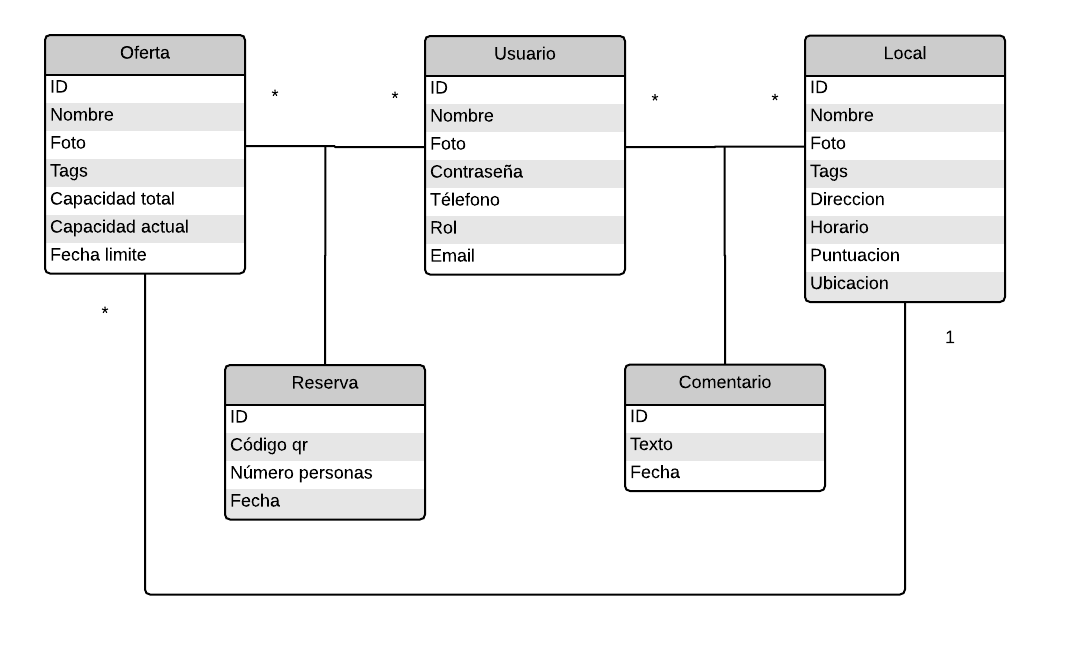 Oferta
ID
Nombre
Foto
Tags
Capacidad total
Capacidad actual
Fecha limite
*
*
Usuario
ID
Nombre
Foto
Contraseña
Télefono
Rol
Email
*
*
Local
ID
Nombre
Foto
Tags
Direccion
Horario
Puntuacion
Ubicacion
*
1
Reserva
ID
Código qr
Número personas
Fecha
Comentario
ID
Texto
Fecha